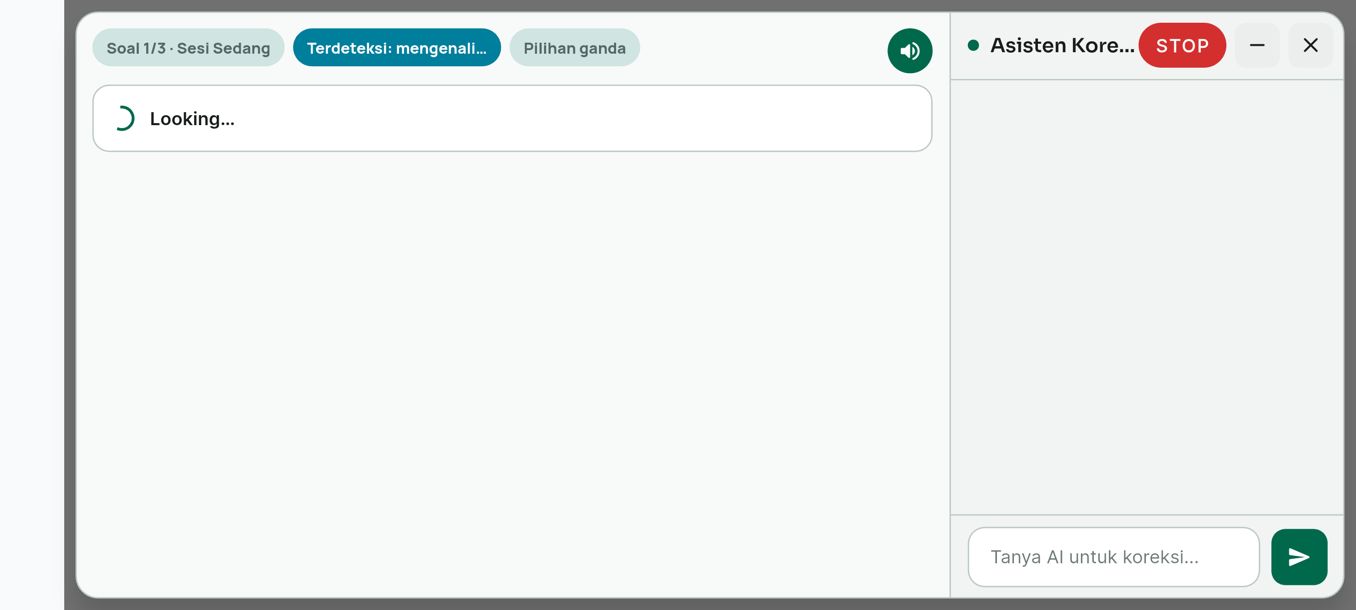 Soal 1/3 · Sesi Sedang
Terdeteksi: mengenali...
Pilihan ganda
Looking...
Asisten Kore...
STOP
Tanya AI untuk koreksi...